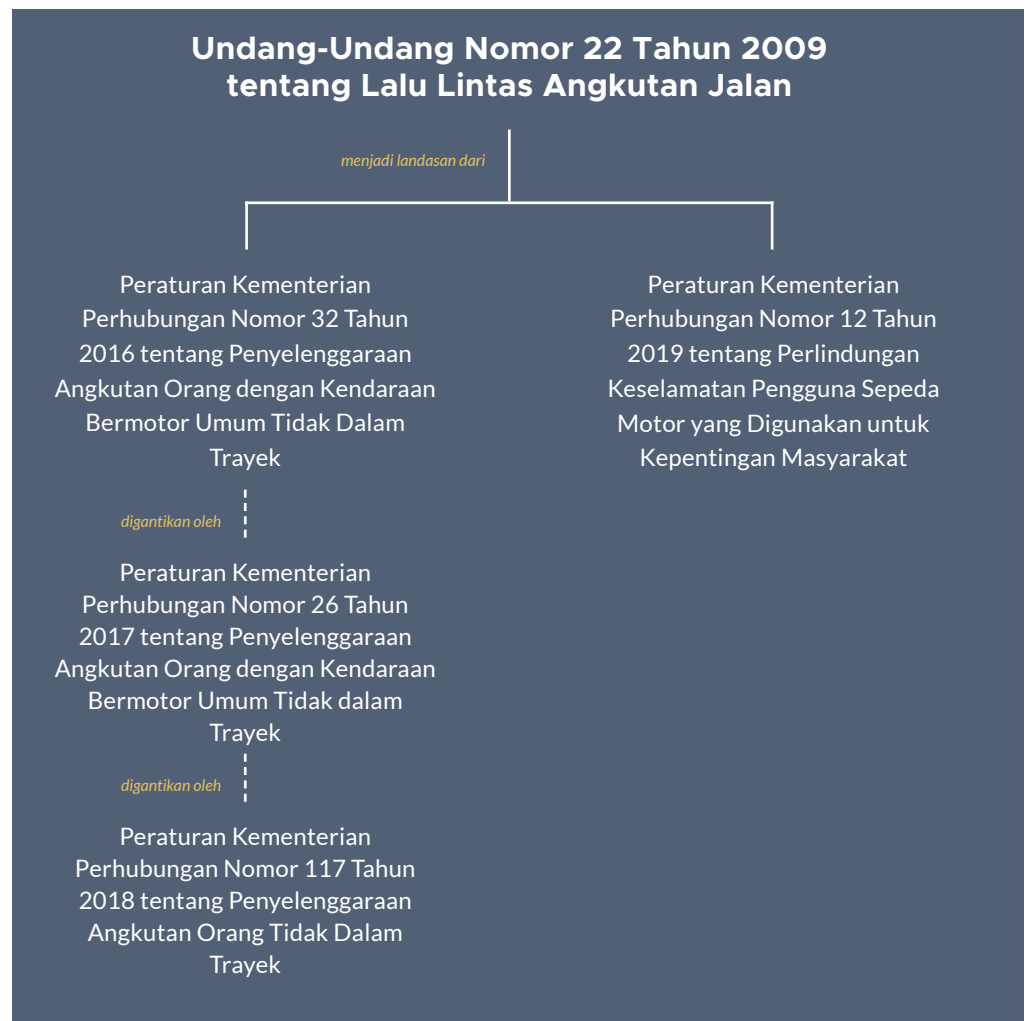 Undang-Undang Nomor 22 Tahun 2009
tentang Lalu Lintas Angkutan Jalan
menjadi landasan dari
Peraturan Kementerian
Perhubungan Nomor 32 Tahun
2016 tentang Penyelenggaraan
Angkutan Orang dengan Kendaraan
Bermotor Umum Tidak Dalam
Trayek
digantikan oleh
Peraturan Kementerian
Perhubungan Nomor 26 Tahun
2017 tentang Penyelenggaraan
Angkutan Orang dengan Kendaraan
Bermotor Umum Tidak dalam
Trayek
digantikan oleh
Peraturan Kementerian
Perhubungan Nomor 117 Tahun
2018 tentang Penyelenggaraan
Angkutan Orang Tidak Dalam
Trayek
Peraturan Kementerian
Perhubungan Nomor 12 Tahun
2019 tentang Perlindungan
Keselamatan Pengguna Sepeda
Motor yang Digunakan untuk
Kepentingan Masyarakat